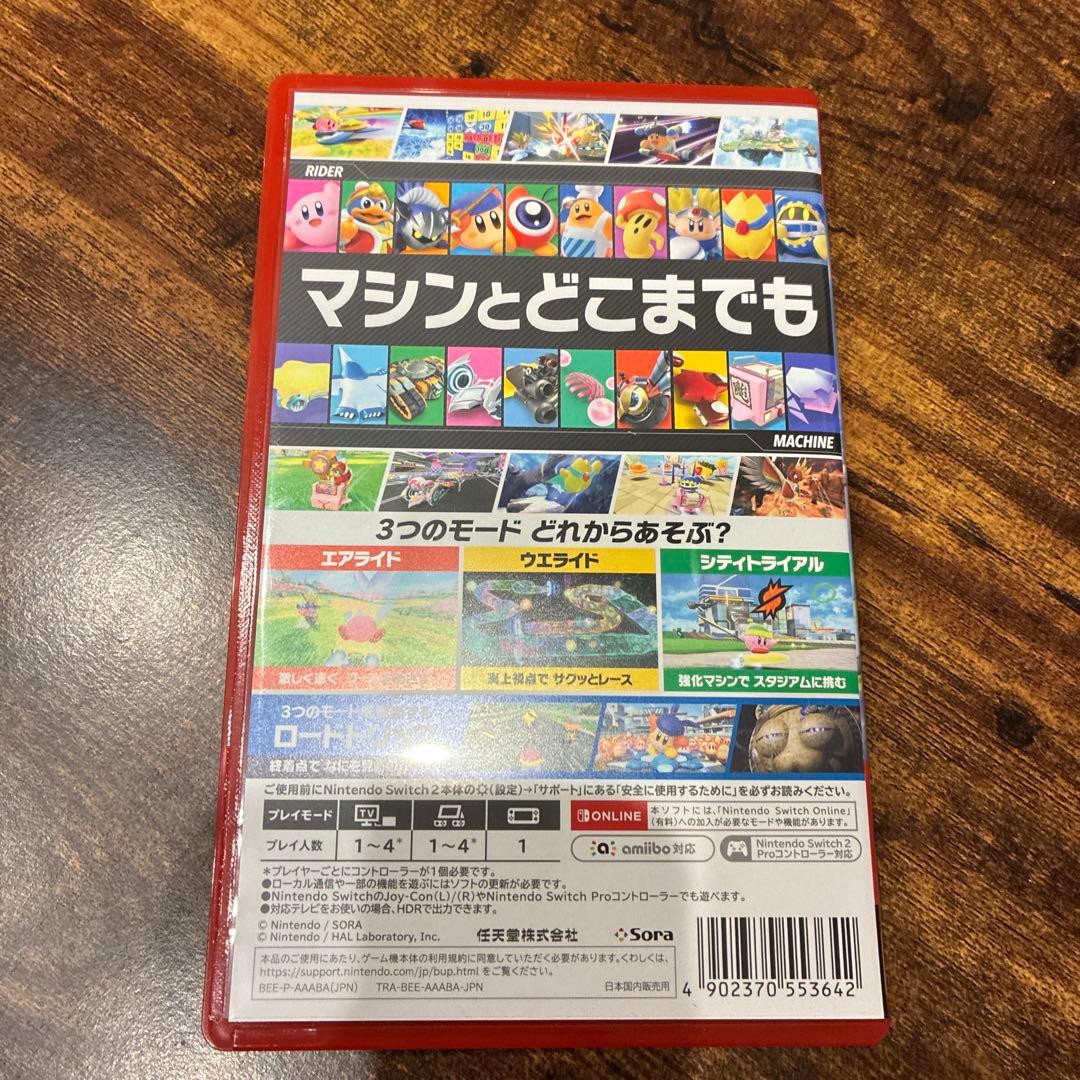 RIDER
マシンとどこまでも
MACHINE
3つのモード どれからあそぶ?
エアライド
ウエライド
シティトライアル
激しく速く
真上視点で サクッとレース
強化マシンで スタジアムに挑む
3つのモード
ロード
終着点で なにを
ご使用前にNintendo Switch 2本体の(設定)→「サポート」にある「安全に使用するために」を必ずお読みください。
プレイモード
TV
プレイ人数
1～4*
1～4*
1
ONLINE
本ソフトには、「Nintendo Switch Online」
(有料)への加入が必要なモードや機能があります。
amiibo 対応
Nintendo Switch 2
Proコントローラー対応
*プレイヤーごとにコントローラーが1個必要です。
●ローカル通信や一部の機能を遊ぶにはソフトの更新が必要です。
●Nintendo SwitchのJoy-Con(L)/(R)やNintendo Switch Proコントローラーでも遊べます。
●対応テレビをお使いの場合、HDRで出力できます。
© Nintendo / SORA
© Nintendo / HAL Laboratory, Inc.
任天堂株式会社
Sora
本品のご使用にあたり、ゲーム機本体の利用規約に同意していただく必要があります。くわしくは、
https://support.nintendo.com/jp/bup.html をご覧ください。
BEE-P-AAABA(JPN) TRA-BEE-AAABA-JPN
日本国内販売用
4 902370 553642